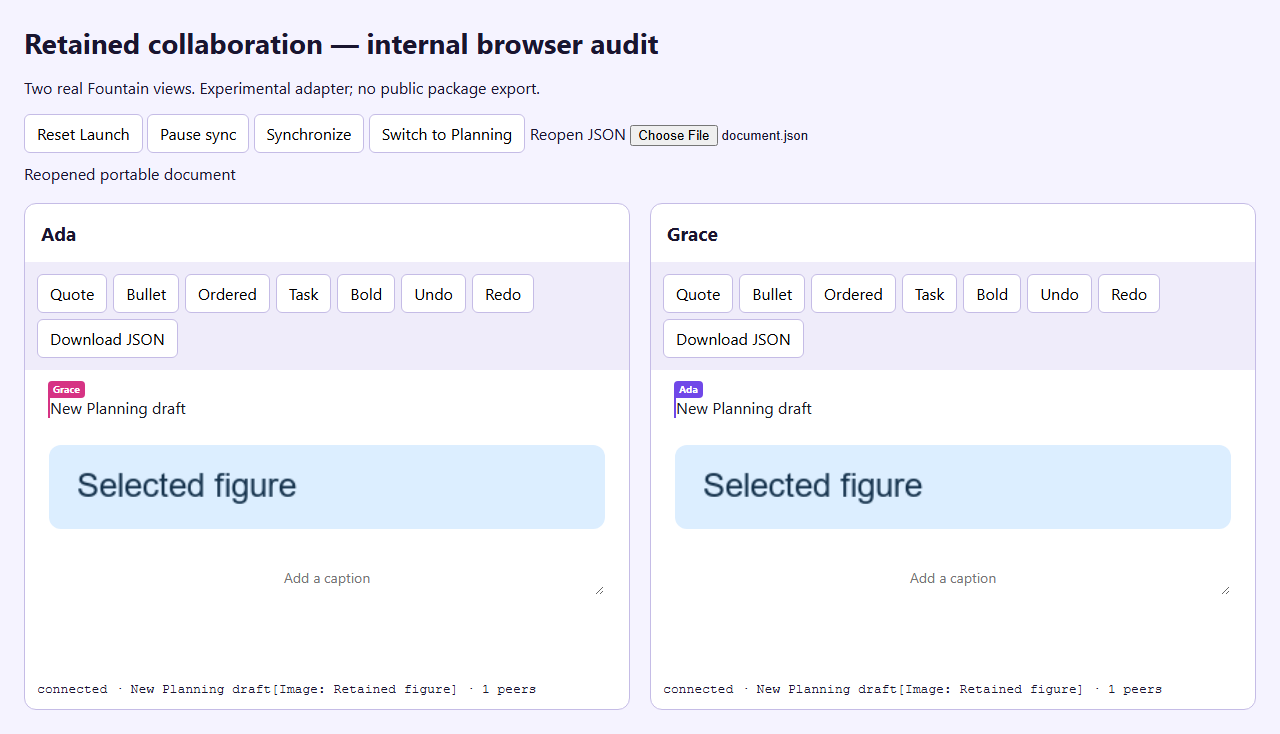 Retained collaboration — internal browser audit
Two real Fountain views. Experimental adapter; no public package export.
Reset Launch Pause sync Synchronize Switch to Planning Reopen JSON Choose File document.json
Reopened portable document
Ada
Quote Bullet Ordered Task Bold Undo Redo
Download JSON
Grace
New Planning draft
Selected figure
Add a caption
connected · New Planning draft[Image: Retained figure] · 1 peers
Grace
Quote Bullet Ordered Task Bold Undo Redo
Download JSON
Ada
New Planning draft
Selected figure
Add a caption
connected · New Planning draft[Image: Retained figure] · 1 peers